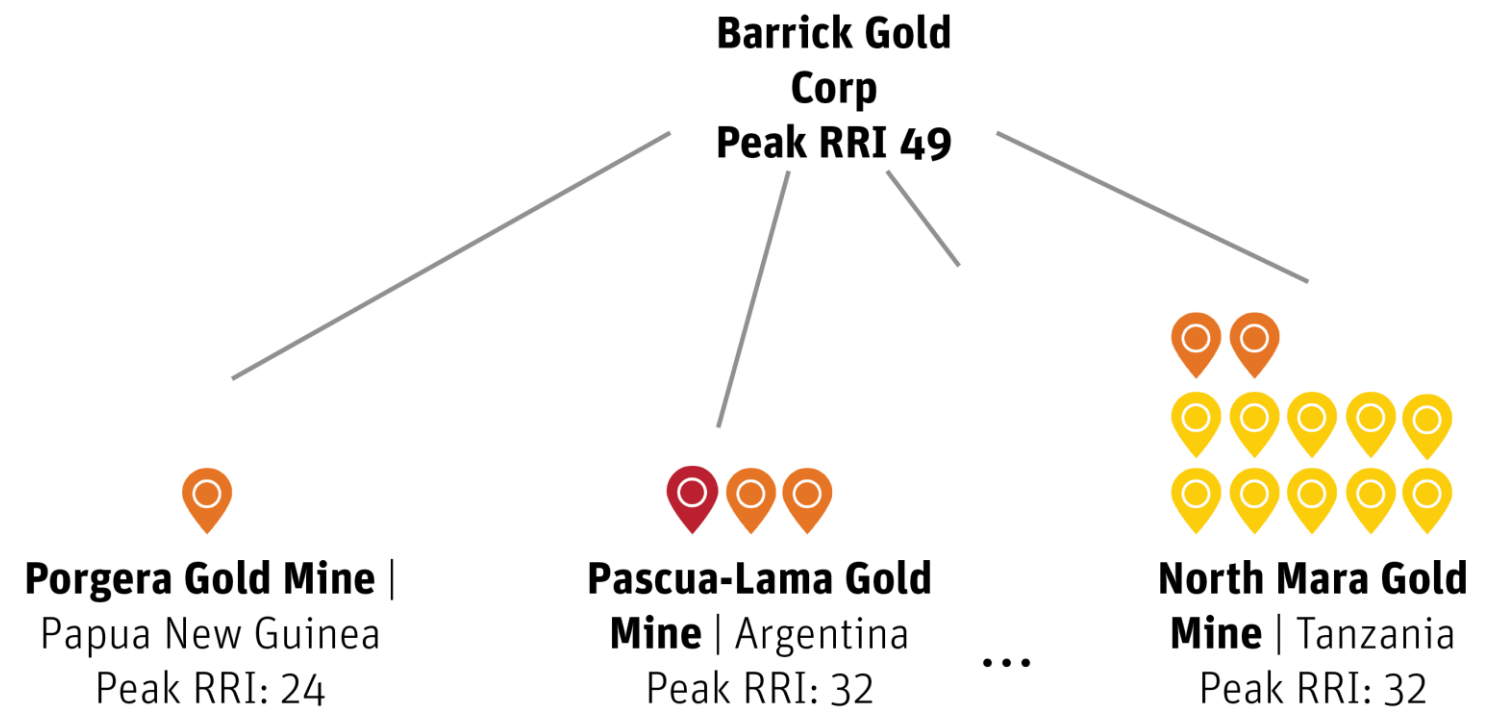 Barrick Gold
Corp
Peak RRI 49
Porgera Gold Mine |
Papua New Guinea
Peak RRI: 24
Pascua-Lama Gold
Mine | Argentina
Peak RRI: 32
...
North Mara Gold
Mine | Tanzania
Peak RRI: 32